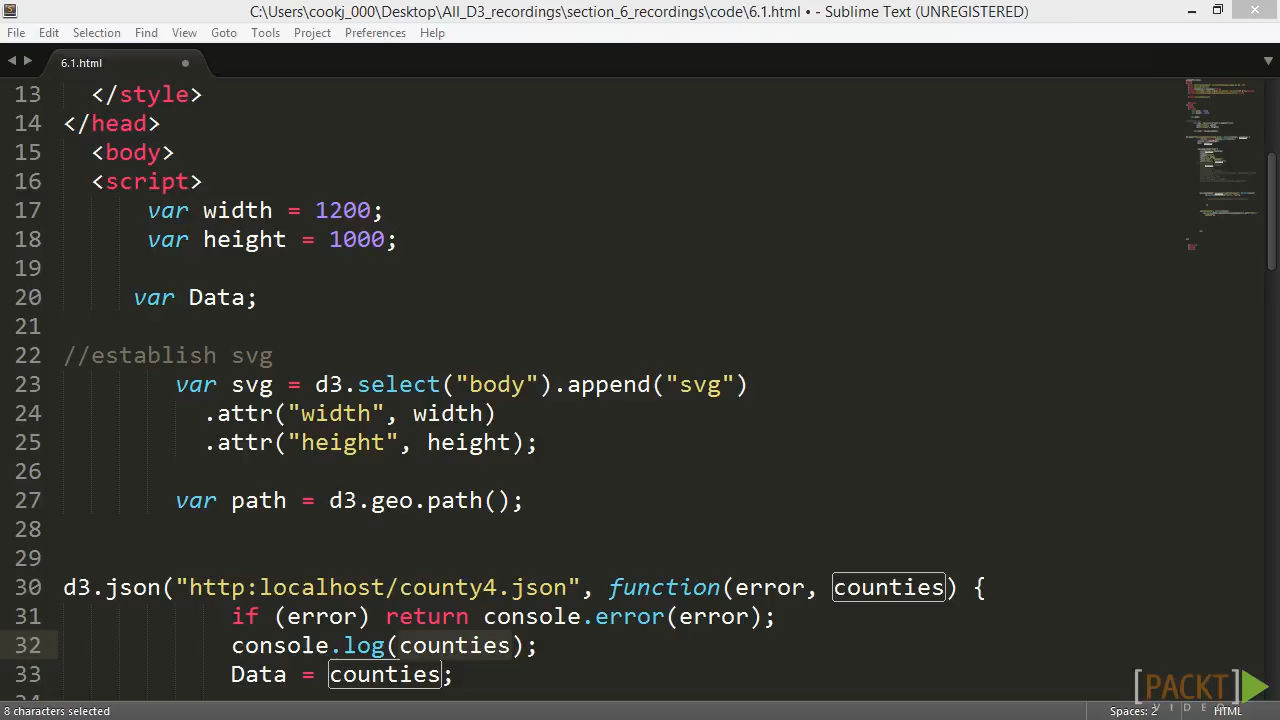 C:\Users\cookj_000\Desktop\All_D3_recordings\section_6_recordings\code\6.1.html • - Sublime Text (UNREGISTERED)
File Edit Selection Find View Goto Tools Project Preferences Help
6.1.html
13 </style>
14 </head>
15 <body>
16 <script>
17 var width = 1200;
18 var height = 1000;
19
20 var Data;
21
22 //establish svg
23 var svg = d3.select("body").append("svg")
24 .attr("width", width)
25 .attr("height", height);
26
27 var path = d3.geo.path();
28
29
30 d3.json("http:localhost/county4.json", function(error, counties) {
31 if (error) return console.error(error);
32 console.log(counties);
33 Data = counties;
[PACKT]
VIDEO
8 characters selected Spaces: 2 HTML